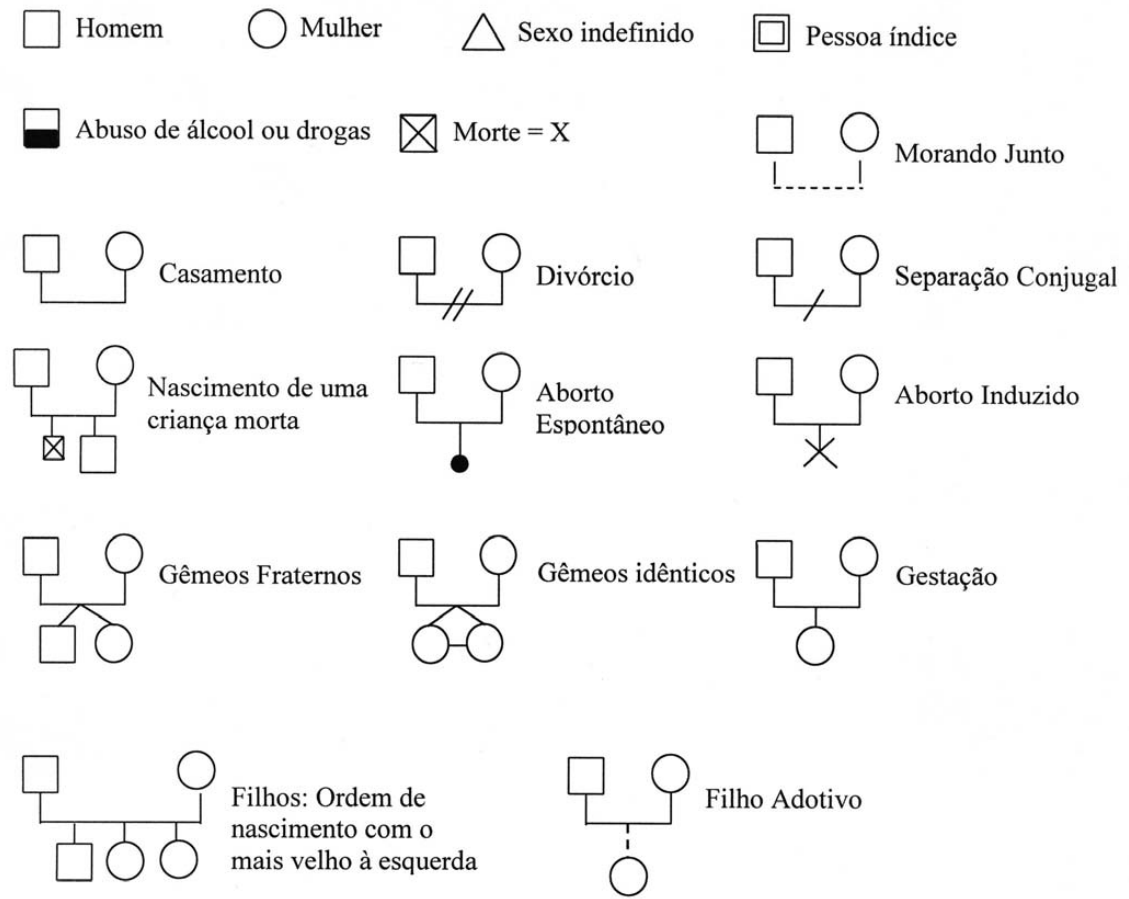 Homem
Mulher
Sexo indefinido
Pessoa índice
Abuso de álcool ou drogas
Morte = X
Morando Junto
Casamento
Divórcio
Separação Conjugal
Nascimento de uma
criança morta
Aborto
Espontâneo
Aborto Induzido
Gêmeos Fraternos
Gêmeos idênticos
Gestação
Filhos: Ordem de
nascimento com o
mais velho à esquerda
Filho Adotivo